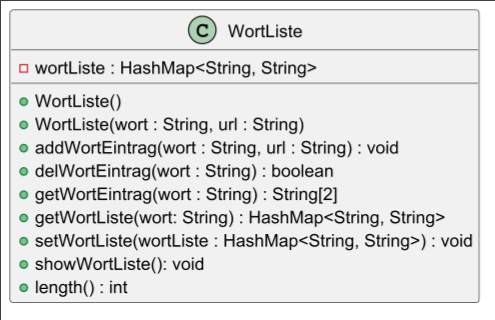 C WortListe
wortListe : HashMap<String, String>
WortListe()
WortListe(wort : String, url : String)
addWortEintrag(wort : String, url : String) : void
delWortEintrag(wort : String) : boolean
getWortEintrag(wort : String) : String[2]
getWortListe(wort: String) : HashMap<String, String>
setWortListe(wortListe : HashMap<String, String>) : void
showWortListe(): void
length() : int